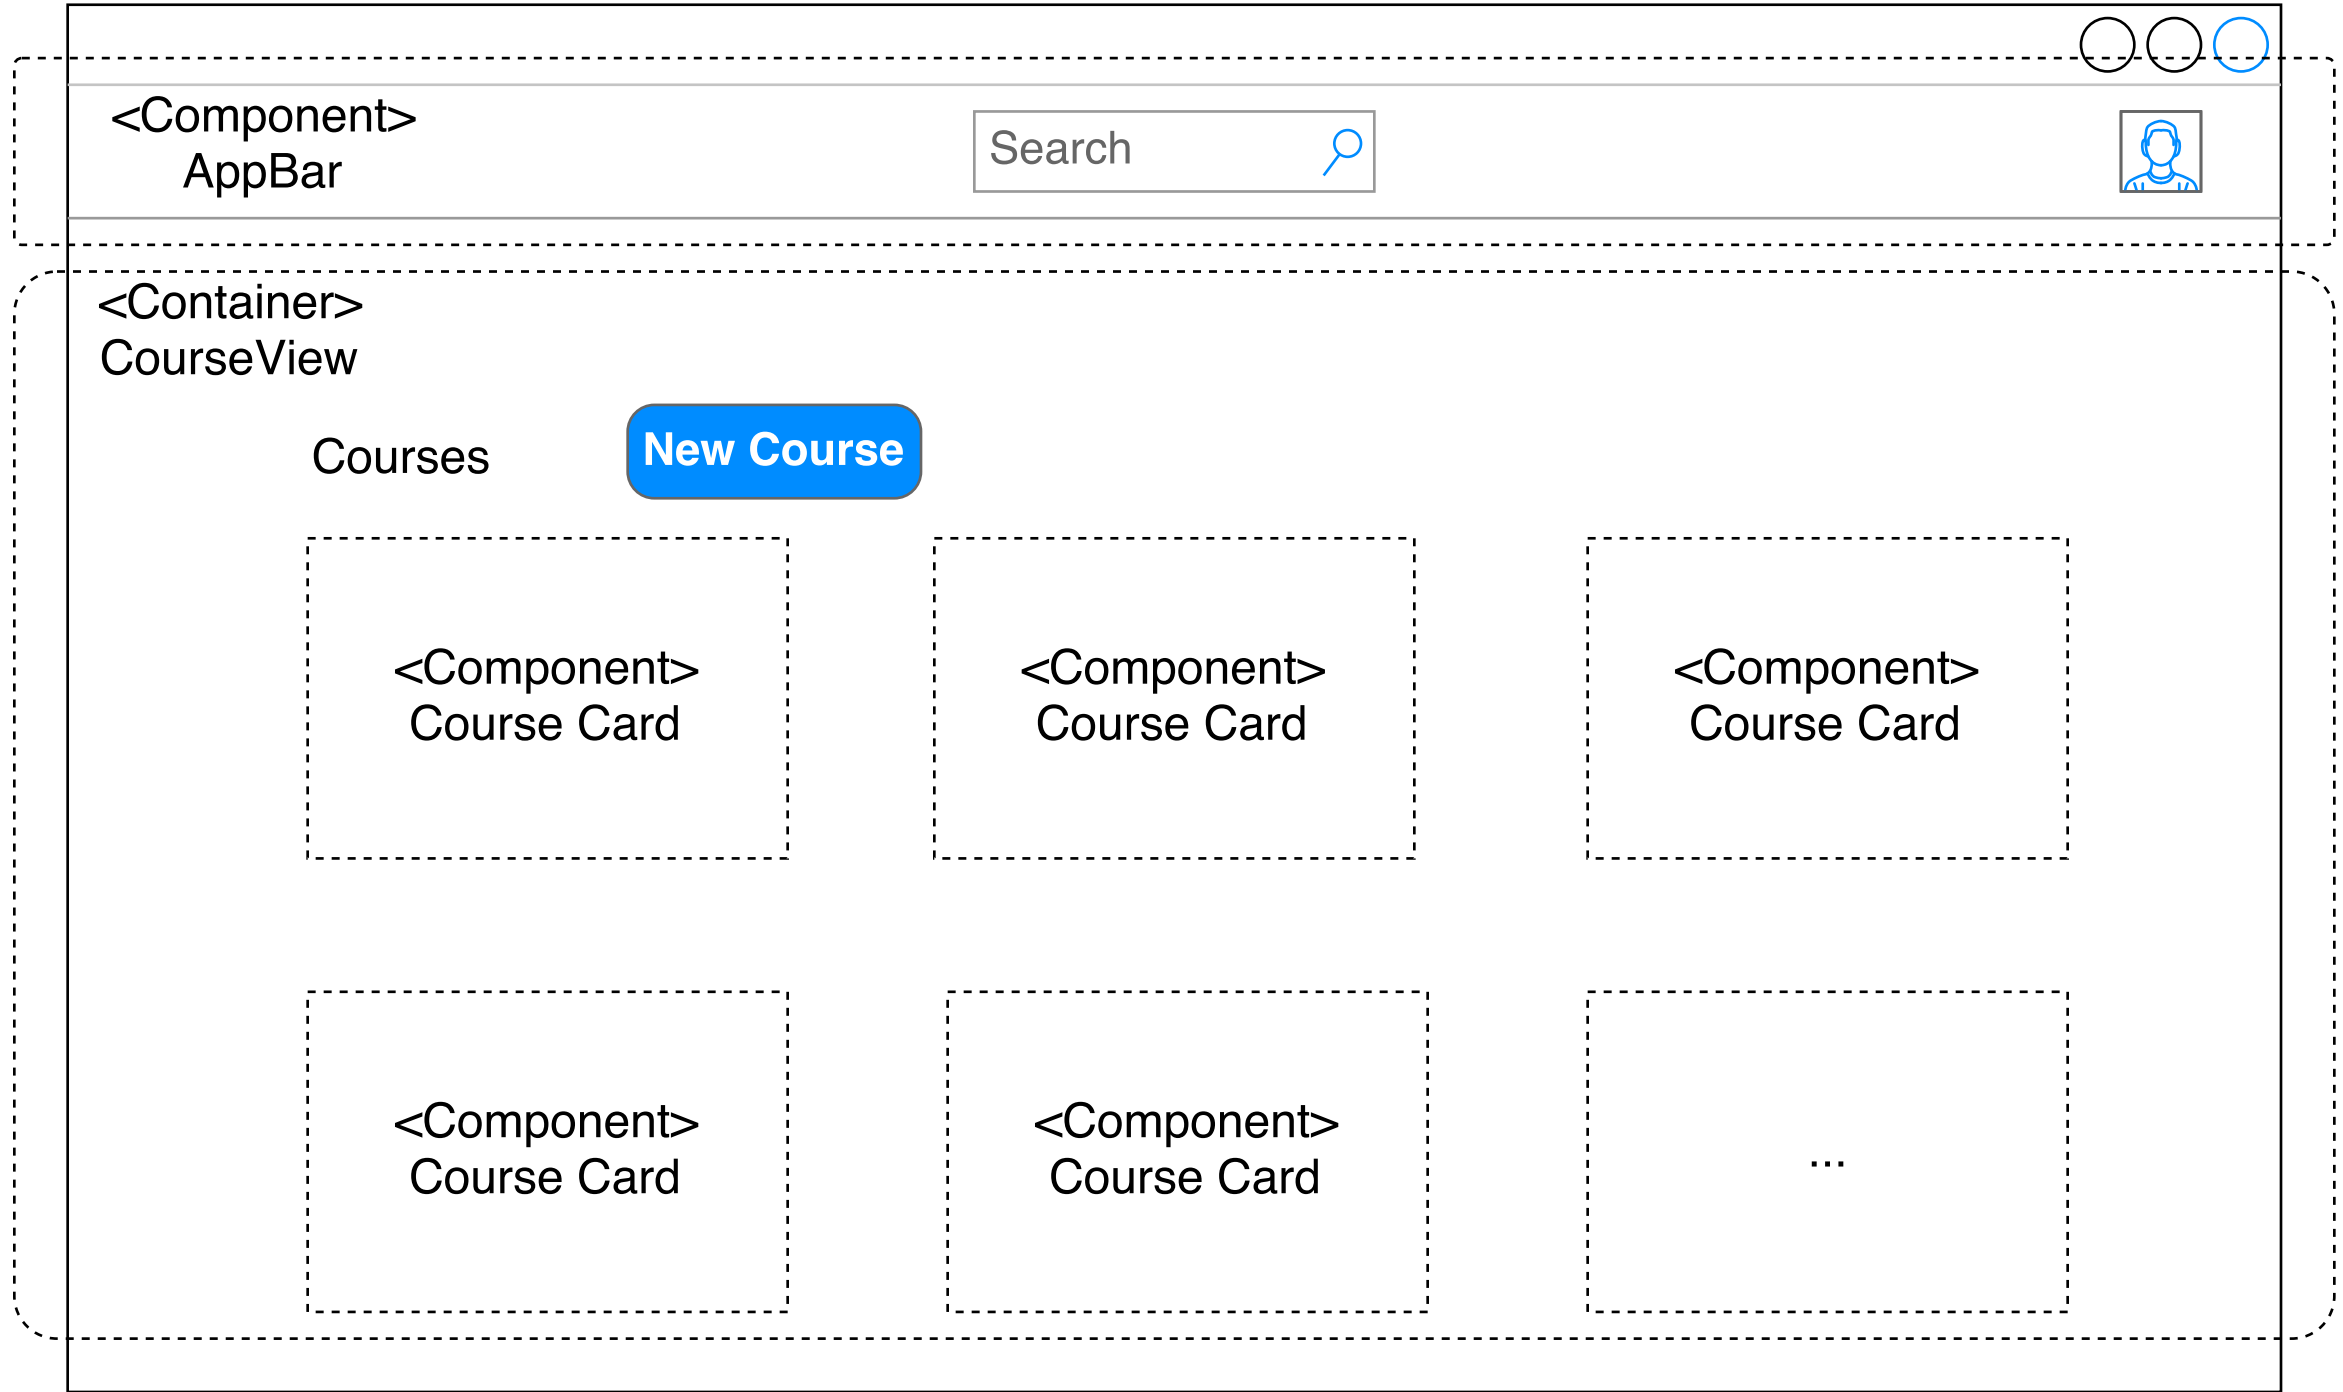 <Component>
AppBar
Search
<Container>
CourseView
Courses
New Course
<Component>
Course Card
<Component>
Course Card
<Component>
Course Card
<Component>
Course Card
<Component>
Course Card
...